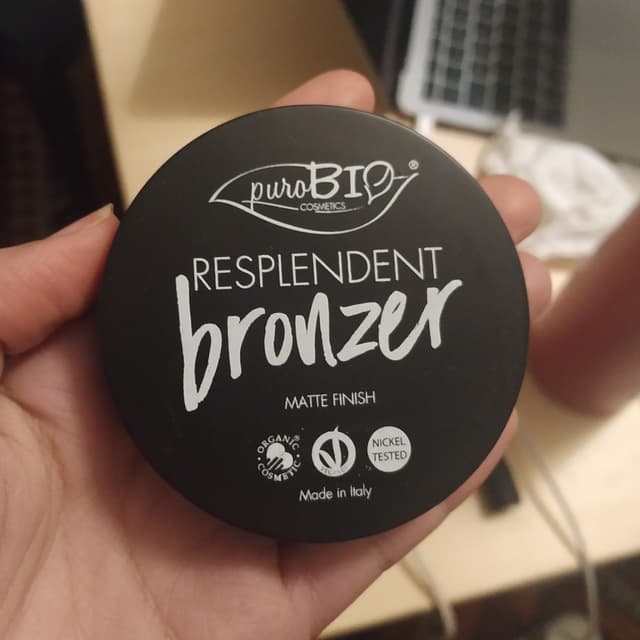 puroBIO®
COSMETICS
RESPLENDENT
bronzer
MATTE FINISH
ORGANIC COSMETIC
NICKEL
TESTED
Made in Italy